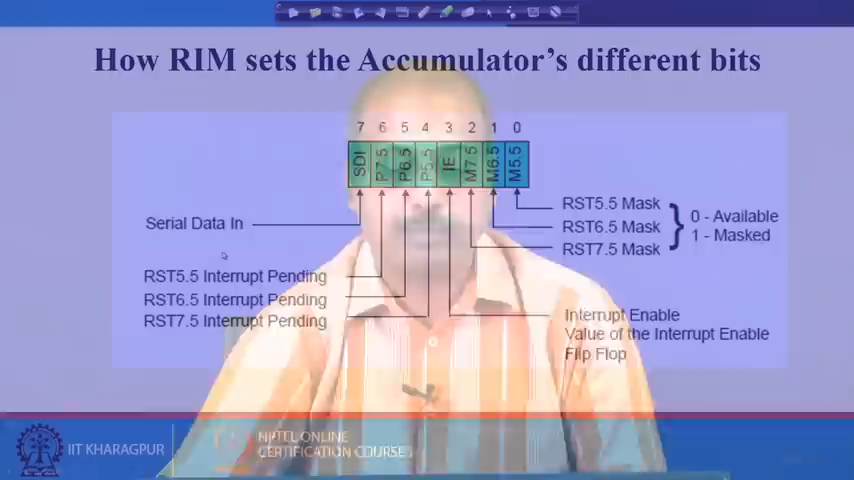 How RIM sets the Accumulator's different bits
7 6 5 4 3 2 1 0
SDI P7.5 P6.5 P5.5 IE M7.5 M6.5 M5.5
Serial Data In
RST5.5 Interrupt Pending
RST6.5 Interrupt Pending
RST7.5 Interrupt Pending
RST5.5 Mask
RST6.5 Mask
RST7.5 Mask
0 - Available
1 - Masked
Interrupt Enable
Value of the Interrupt Enable
Flip Flop
IIT KHARAGPUR
NPTEL ONLINE
CERTIFICATION COURSES